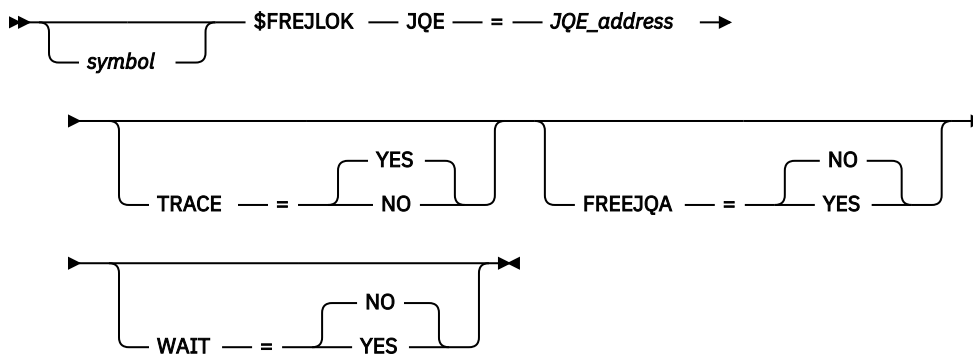 $FREJLOK JQE = JQE_address
symbol
YES NO
TRACE = NO FREEJQA = YES
NO
WAIT = YES